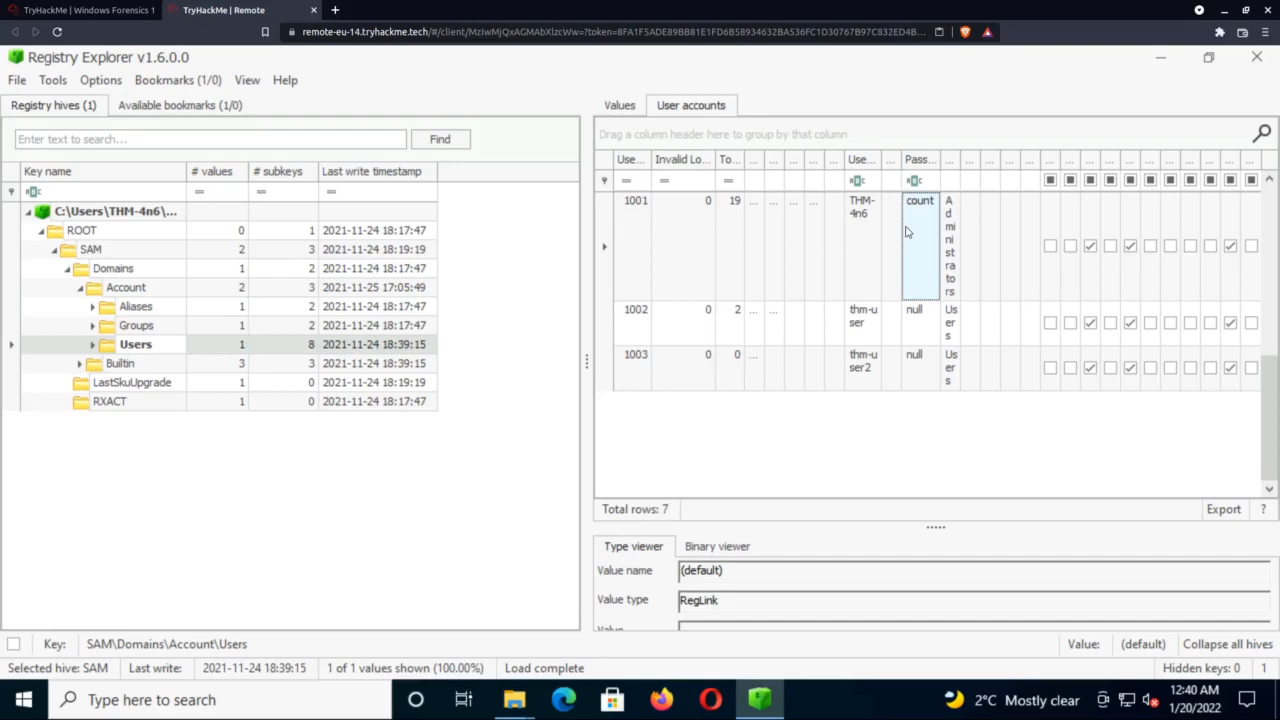 TryHackMe | Windows Forensics 1
TryHackMe | Remote
remote-eu-14.tryhackme.tech/#/client/MzIwMjQxAGMAbXlzcWw=?token=8FA1F5ADE89BB81E1FD6B58934632BA536FC1D30767B97C832ED4B...
Registry Explorer v1.6.0.0
File Tools Options Bookmarks (1/0) View Help
Registry hives (1) Available bookmarks (1/0)
Values User accounts
Enter text to search... Find
Drag a column header here to group by that column
Key name # values # subkeys Last write timestamp
Use... Invalid Lo... To... ... ... ... ... ... Use... ... Pass... ... ... ... ... ... ... ... ... ... ... ... ... ... ... ...
= = = = =
C:\Users\THM-4n6\...
ROOT 0 1 2021-11-24 18:17:47
SAM 2 3 2021-11-24 18:19:19
Domains 1 2 2021-11-24 18:17:47
Account 2 3 2021-11-25 17:05:49
Aliases 1 2 2021-11-24 18:17:47
Groups 1 2 2021-11-24 18:17:47
Users 1 8 2021-11-24 18:39:15
Builtin 3 3 2021-11-24 18:39:15
LastSkuUpgrade 1 0 2021-11-24 18:19:19
RXACT 1 0 2021-11-24 18:17:47
1001 0 19 ... ... ... ... THM-4n6 count Administrators
1002 0 2 ... ... thm-user null Users
1003 0 0 ... thm-user2 null Users
Total rows: 7 Export ?
Type viewer Binary viewer
Value name (default)
Value type RegLink
Value
Key: SAM\Domains\Account\Users
Value: (default) Collapse all hives
Selected hive: SAM Last write: 2021-11-24 18:39:15 1 of 1 values shown (100.00%) Load complete Hidden keys: 0 1
Type here to search
2°C Mostly clear
12:40 AM
1/20/2022